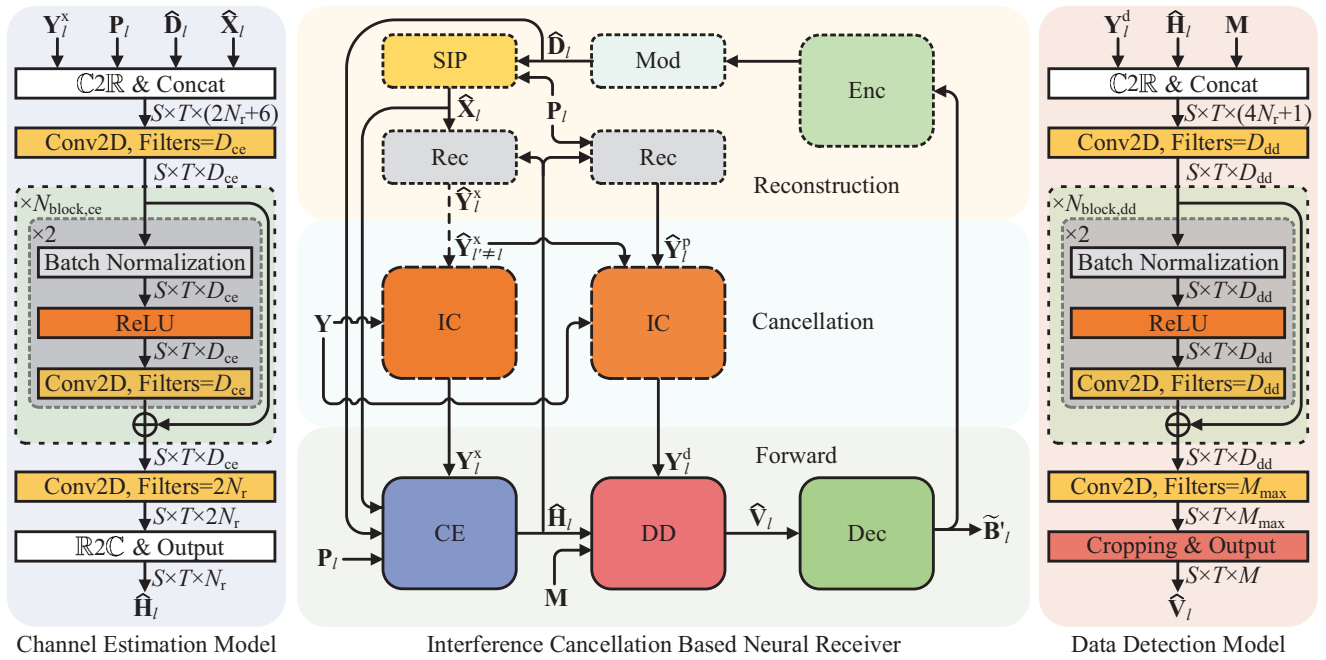 Y_l^x P_l D̂_l X̂_l
ℂ2ℝ & Concat
S×T×(2N_r+6)
Conv2D, Filters=D_ce
S×T×D_ce
×N_block,ce
×2
Batch Normalization
S×T×D_ce
ReLU
S×T×D_ce
Conv2D, Filters=D_ce
S×T×D_ce
Conv2D, Filters=2N_r
S×T×2N_r
ℝ2ℂ & Output
S×T×N_r
Ĥ_l
Channel Estimation Model
SIP
D̂_l
Mod
Enc
X̂_l
P_l
Rec
Rec
Reconstruction
Ŷ_l^x
Ŷ_{l'≠l}^x
Ŷ_l^p
Y
IC
IC
Cancellation
Y_l^x
Y_l^d
Forward
CE
Ĥ_l
DD
V̂_l
Dec
B̃'_l
P_l
M
Interference Cancellation Based Neural Receiver
Y_l^d Ĥ_l M
ℂ2ℝ & Concat
S×T×(4N_r+1)
Conv2D, Filters=D_dd
S×T×D_dd
×N_block,dd
×2
Batch Normalization
S×T×D_dd
ReLU
S×T×D_dd
Conv2D, Filters=D_dd
S×T×D_dd
Conv2D, Filters=M_max
S×T×M_max
Cropping & Output
S×T×M
V̂_l
Data Detection Model